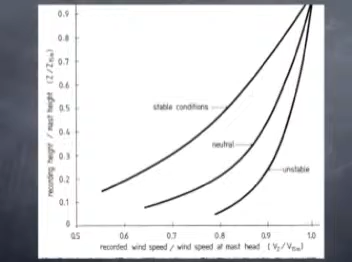 recording height / mast height (Z / Z₁₀ₘ)
0.9
0.8
0.7
0.6
0.5
0.4
0.3
0.2
0.1
0
stable conditions
neutral
unstable
0.5 0.6 0.7 0.8 0.9 1.0
recorded wind speed / wind speed at mast head